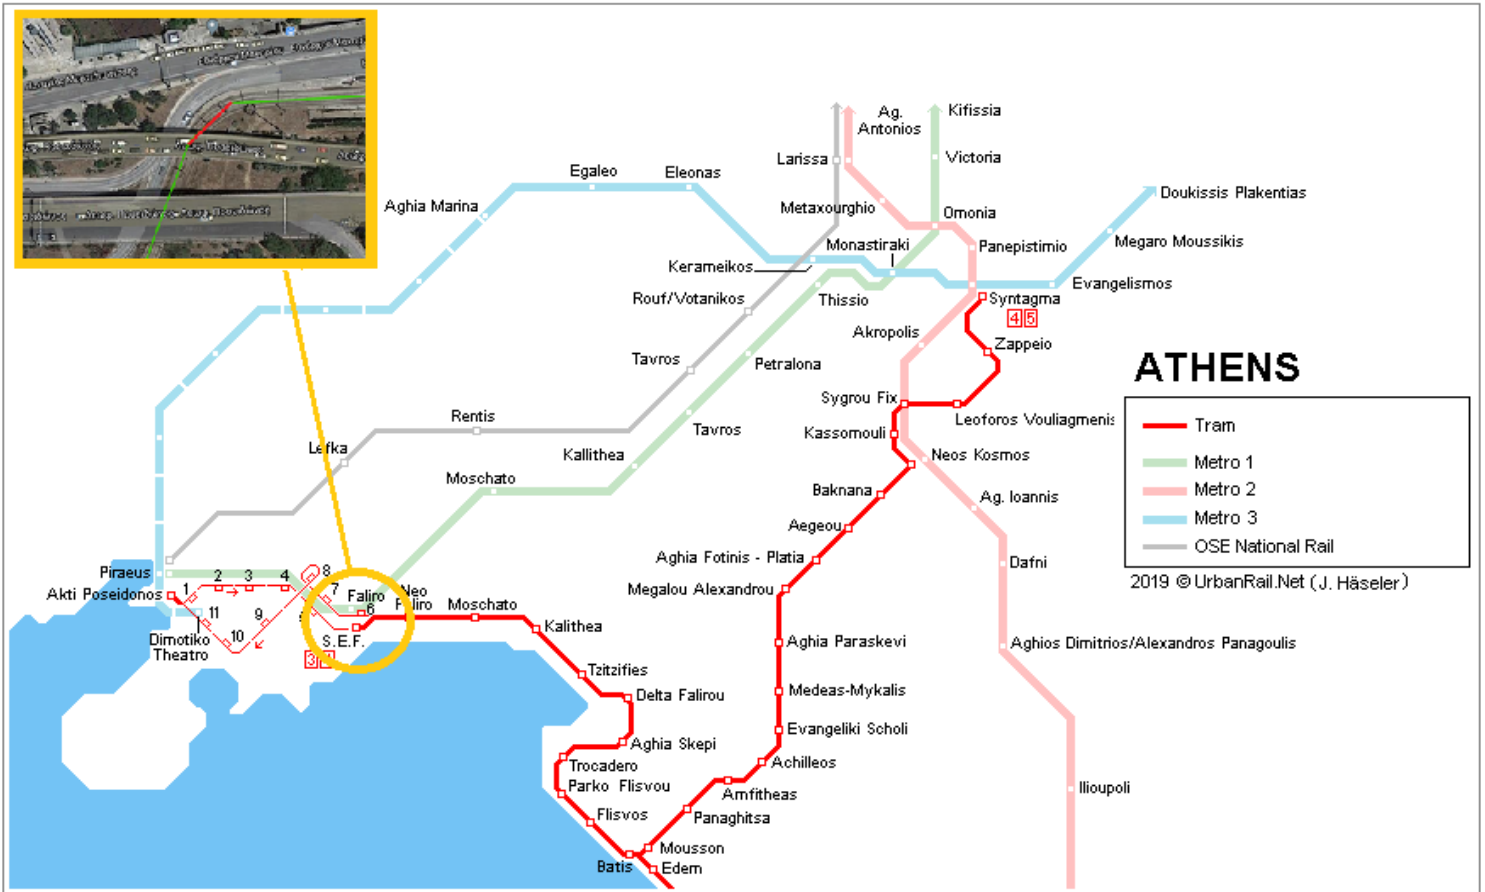 Ag.
Antonios
Kifissia
Larissa
Victoria
Egaleo
Eleonas
Doukissis Plakentias
Aghia Marina
Metaxourghio
Omonia
Panepistimio
Megaro Moussikis
Monastiraki
Kerameikos
Evangelismos
Rouf/Votanikos
Thissio
Syntagma
4 5
Akropolis
Zappeio
Tavros
Petralona
ATHENS
Sygrou Fix
Leoforos Vouliagmenis
Rentis
Tavros
Kassomouli
Tram
Lefka
Kallithea
Neos Kosmos
Metro 1
Moschato
Baknana
Metro 2
Ag. Ioannis
Metro 3
Aegeou
OSE National Rail
Aghia Fotinis - Platia
Dafni
2019 © UrbanRail.Net (J. Häseler)
Piraeus
1 2 3 4 5 6 7 8 9 10 11
Akti Poseidonos
Faliro
Neo
Faliro
Moschato
Megalou Alexandrou
Dimotiko
Theatro
S.E.F.
3
Kalithea
Aghia Paraskevi
Aghios Dimitrios/Alexandros Panagoulis
Tzitzifies
Delta Falirou
Medeas-Mykalis
Evangeliki Scholi
Aghia Skepi
Trocadero
Achilleos
Parko Flisvou
Amfitheas
Ilioupoli
Flisvos
Panaghitsa
Mousson
Batis
Edem